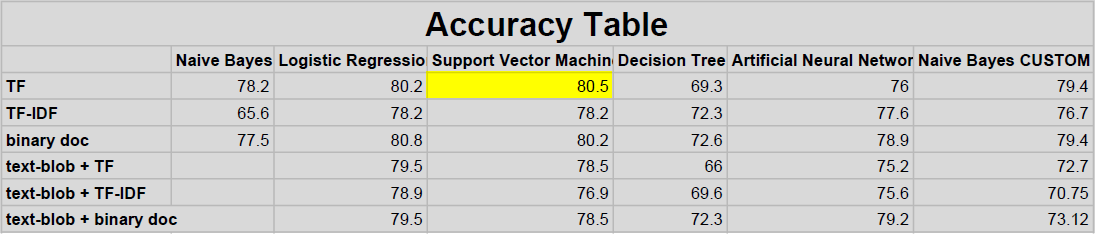 Accuracy Table
Naive Bayes Logistic Regressio Support Vector Machin Decision Tree Artificial Neural Networ Naive Bayes CUSTOM
TF 78.2 80.2 80.5 69.3 76 79.4
TF-IDF 65.6 78.2 78.2 72.3 77.6 76.7
binary doc 77.5 80.8 80.2 72.6 78.9 79.4
text-blob + TF 79.5 78.5 66 75.2 72.7
text-blob + TF-IDF 78.9 76.9 69.6 75.6 70.75
text-blob + binary doc 79.5 78.5 72.3 79.2 73.12